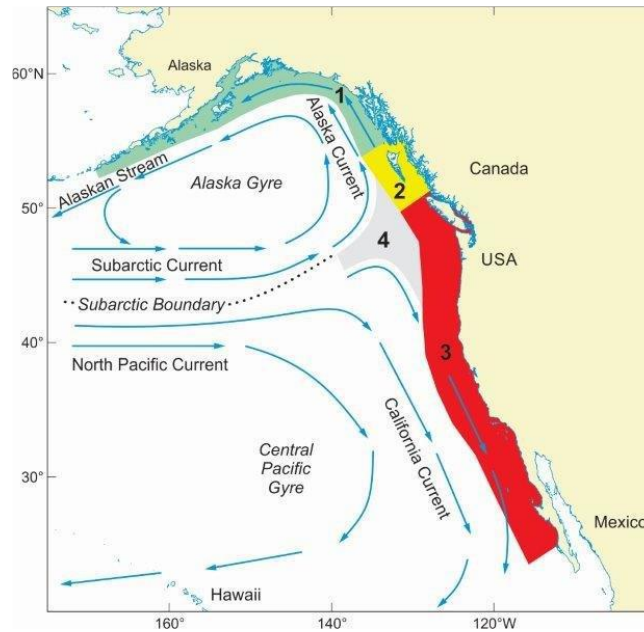 60°N
Alaska
1
Alaska Current
Canada
Alaskan Stream
Alaska Gyre
2
50°
4
USA
Subarctic Current
Subarctic Boundary
40°
3
North Pacific Current
California Current
Central
Pacific
Gyre
30°
Mexico
Hawaii
160°
140°
120°W